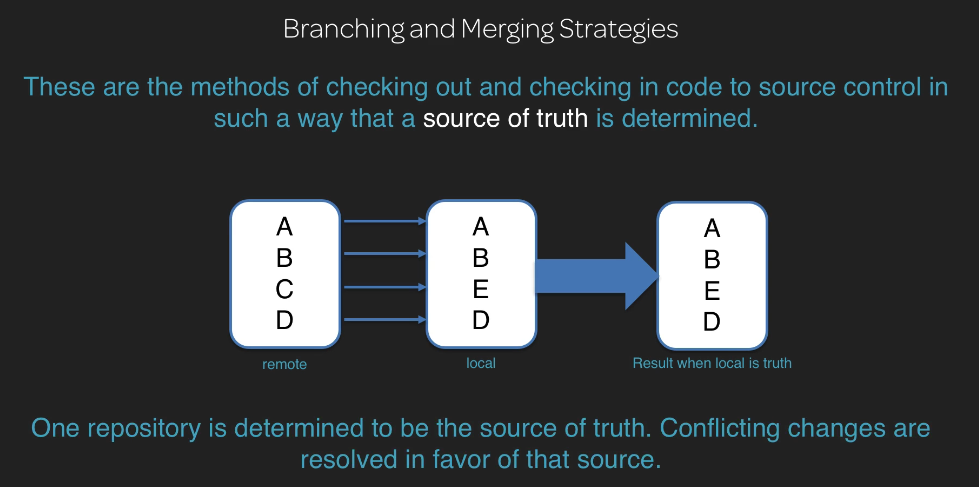 Branching and Merging Strategies
These are the methods of checking out and checking in code to source control in
such a way that a source of truth is determined.
A
B
C
D
remote
A
B
E
D
local
A
B
E
D
Result when local is truth
One repository is determined to be the source of truth. Conflicting changes are
resolved in favor of that source.